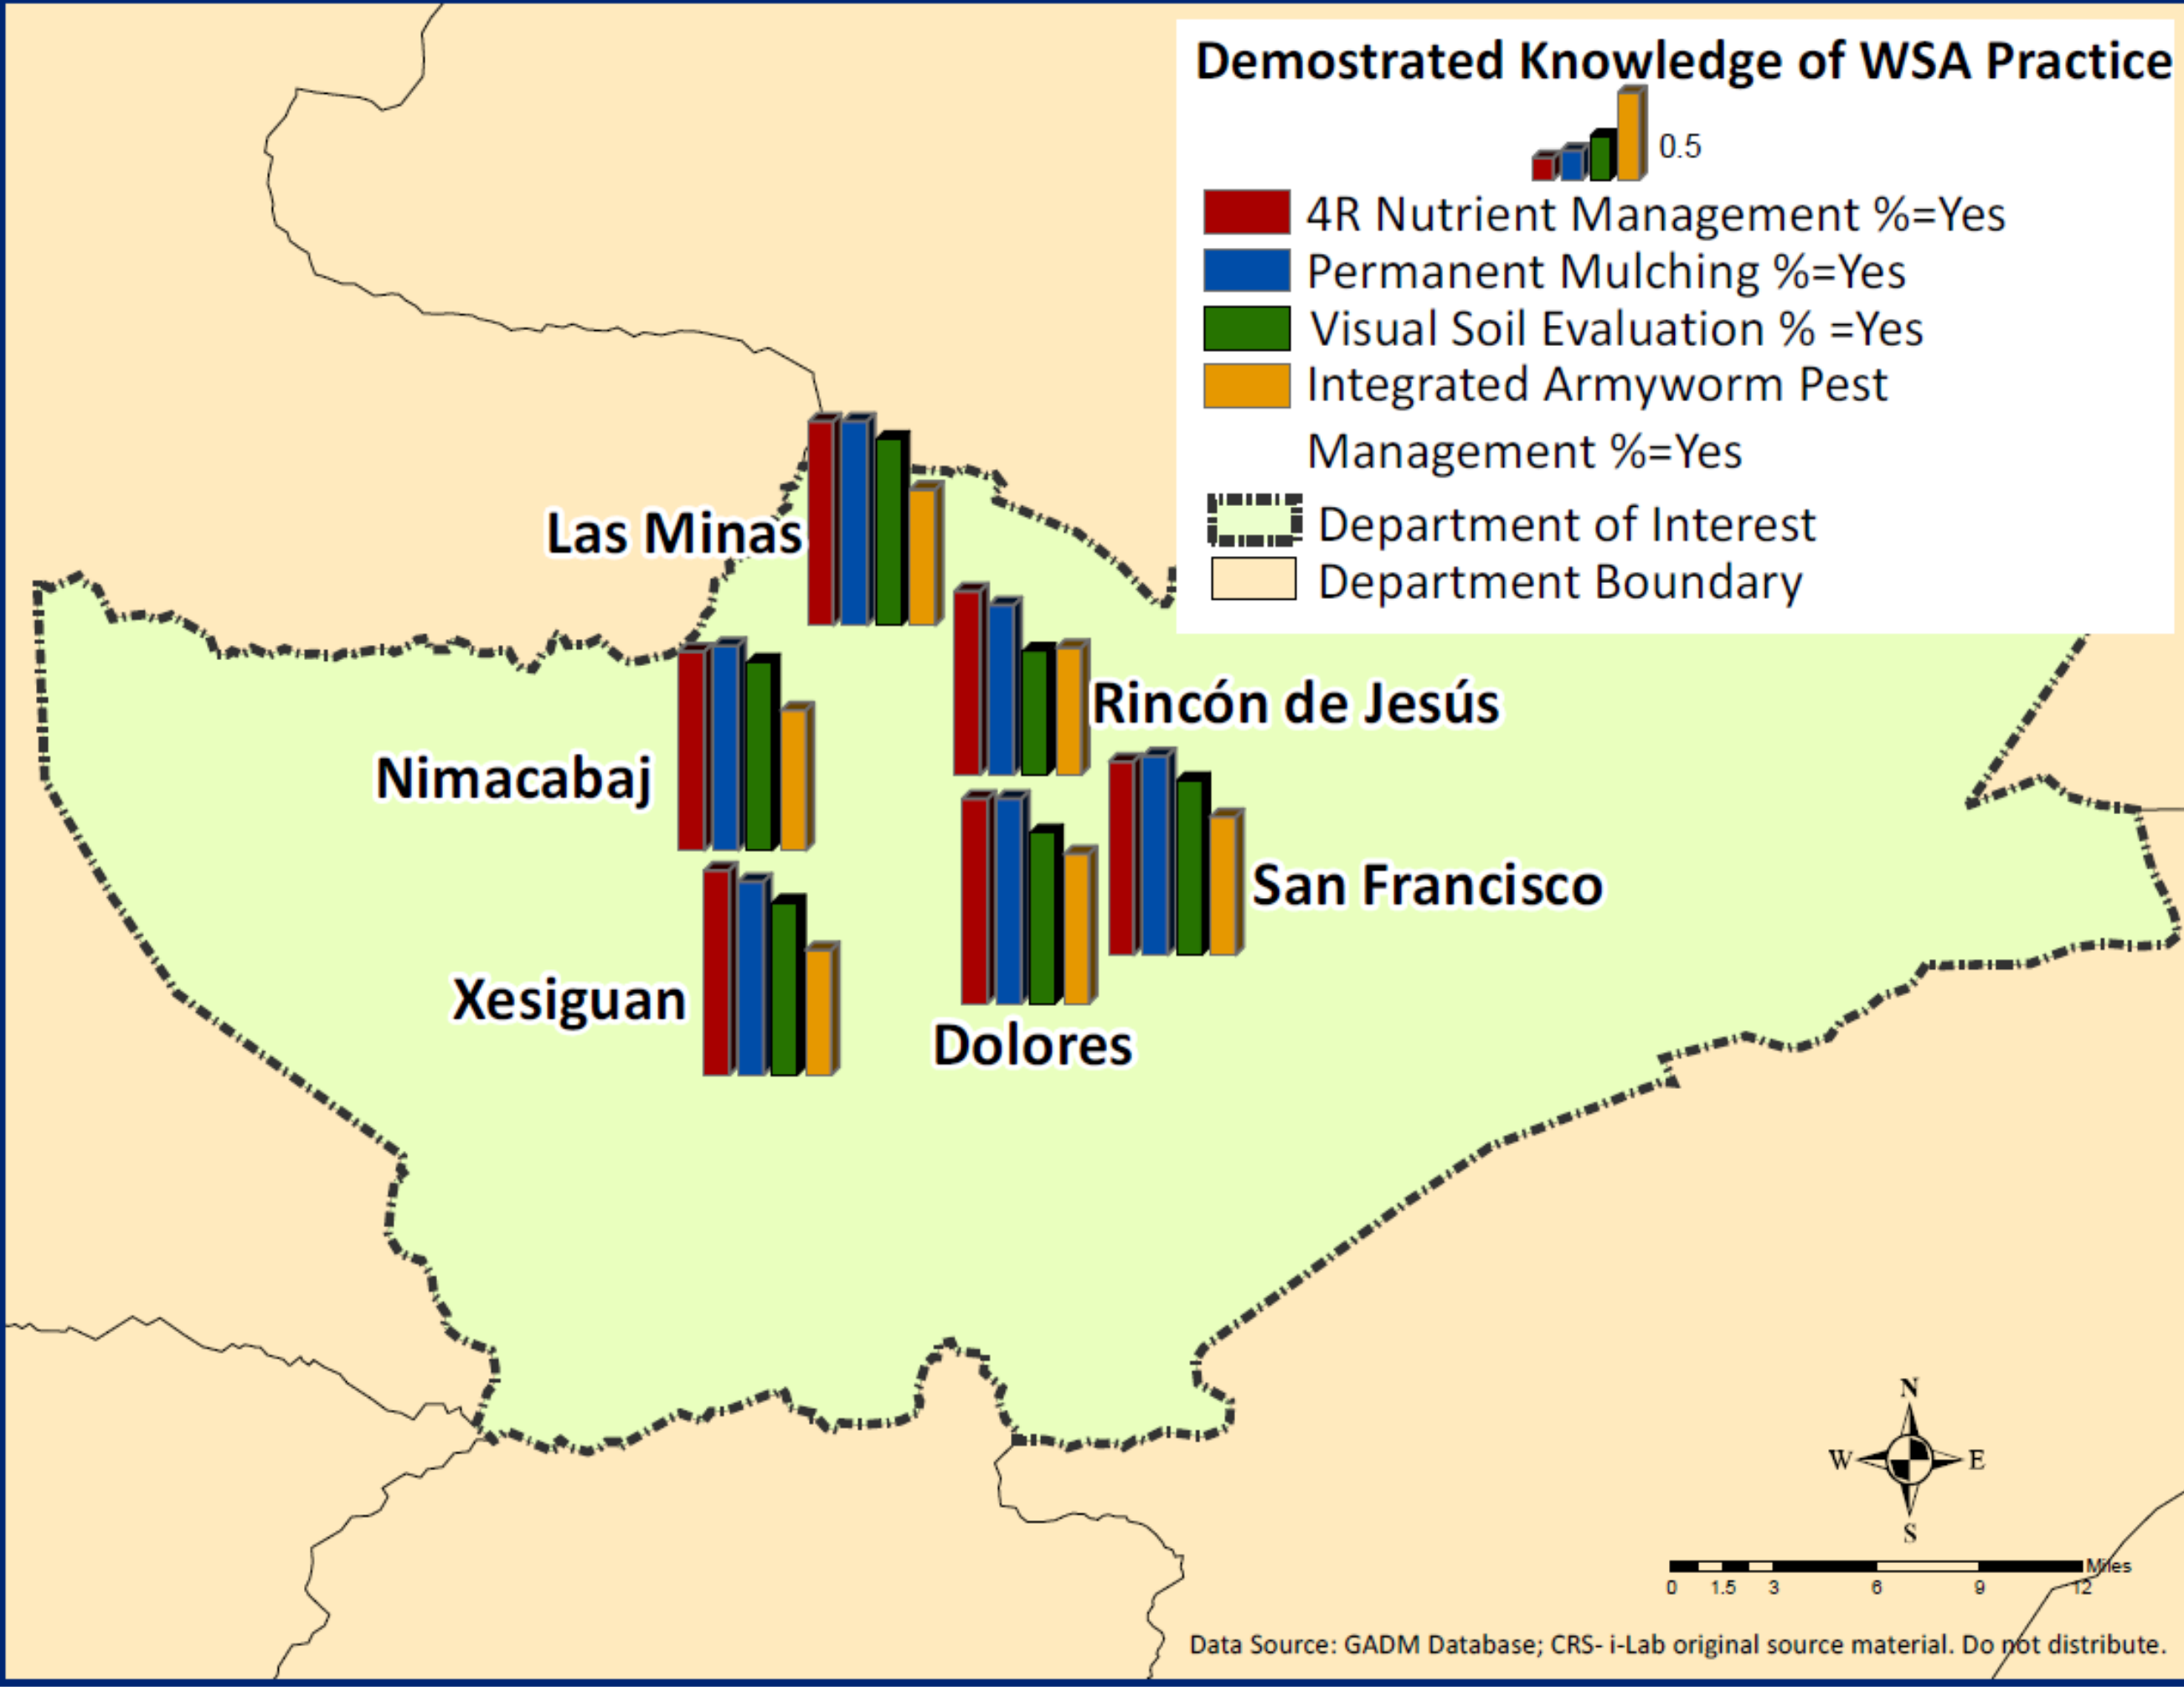 Demostrated Knowledge of WSA Practice
0.5
4R Nutrient Management %=Yes
Permanent Mulching %=Yes
Visual Soil Evaluation % =Yes
Integrated Armyworm Pest
Management %=Yes
Department of Interest
Department Boundary
Las Minas
Rincón de Jesús
Nimacabaj
San Francisco
Xesiguan
Dolores
N
W E
S
Miles
0 1.5 3 6 9 12
Data Source: GADM Database; CRS- i-Lab original source material. Do not distribute.